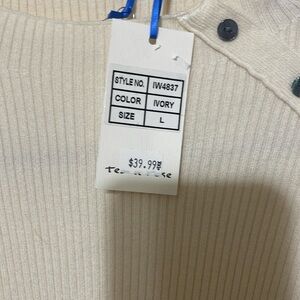 STYLE NO. IW4837
COLOR IVORY
SIZE L
$39.99